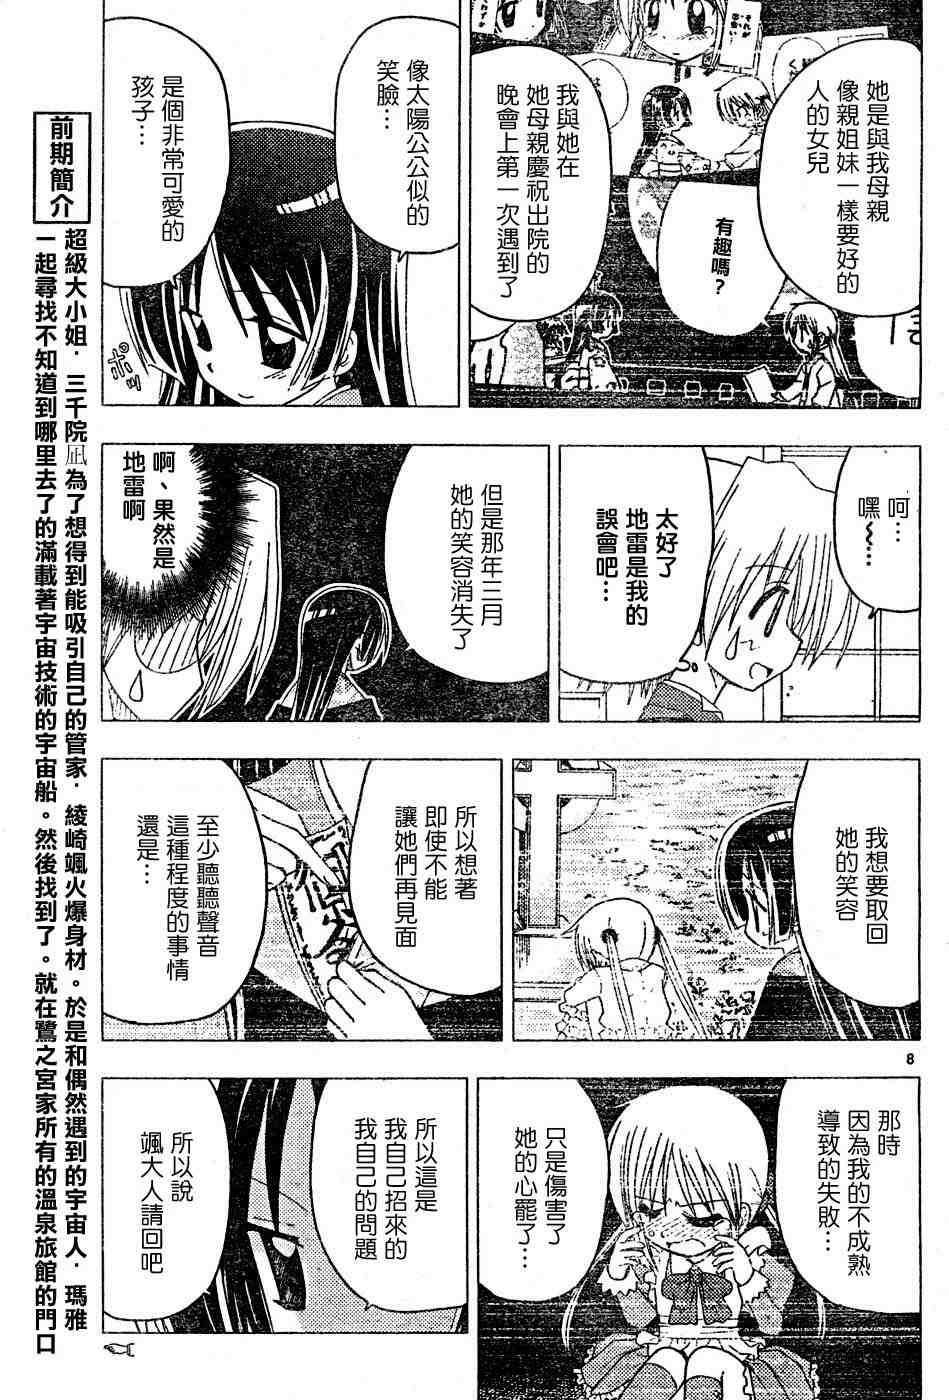 她是與我母親
像親姐妹一樣要好的
人的女兒
有趣嗎?
我與她在
她母親慶祝出院的
晚會上第一次遇到了
像太陽公公似的
笑臉…
是個非常可愛的
孩子…
ポッ
呵…
嘿~~
太好了
地雷是我的
誤會吧…
但是那年三月
她的笑容消失了
啊、果然是
地雷啊
我想要取回
她的笑容
所以想著
即使不能
讓她們再見面
至少聽聽聲音
這種程度的事情
還是…
8
那時
因為我的不成熟
導致的失敗…
只是傷害了
她的心罷了…
所以這是
我自己招來的
我自己的問題
所以說
颯大人請回吧
前期簡介
超級大小姐．三千院凪為了想得到能吸引自己的管家．綾崎颯火爆身材。於是和偶然遇到的宇宙人．瑪雅
一起尋找不知道到哪里去了的滿載著宇宙技術的宇宙船。然後找到了。就在鷺之宮家所有的溫泉旅館的門口